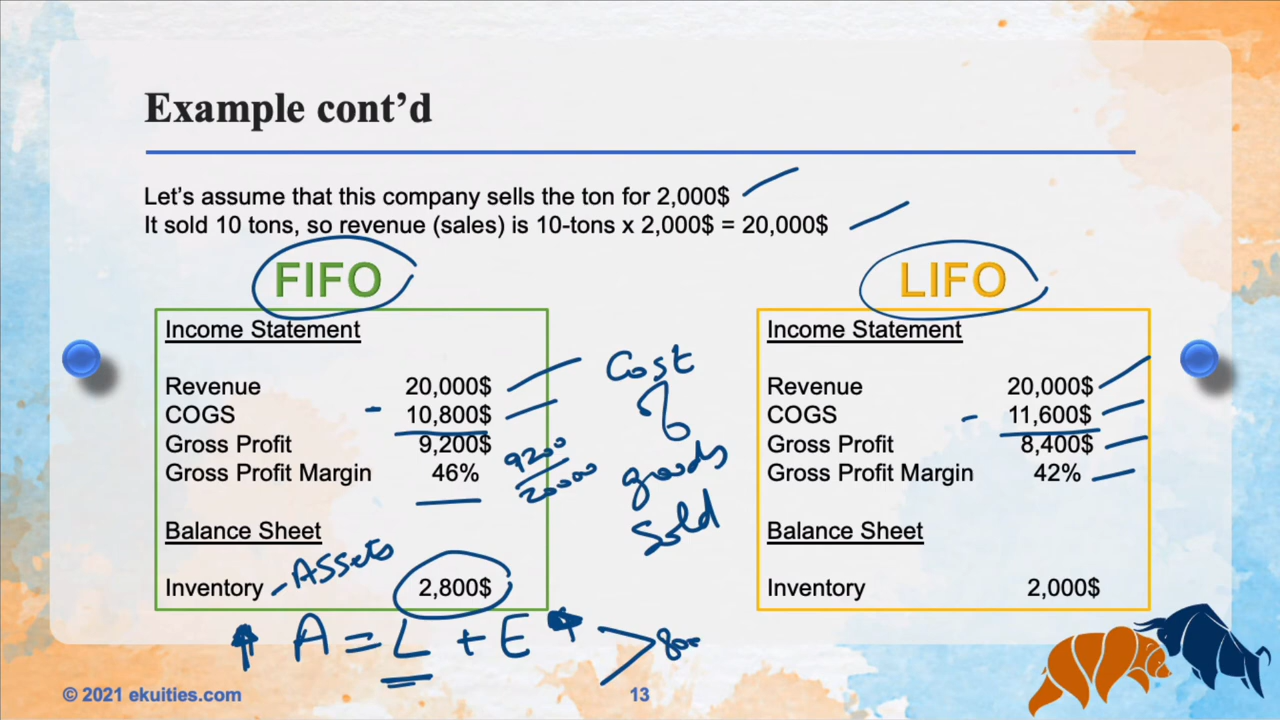 Example cont’d
Let’s assume that this company sells the ton for 2,000$
It sold 10 tons, so revenue (sales) is 10-tons x 2,000$ = 20,000$
FIFO
Income Statement
Revenue 20,000$
COGS - 10,800$
Gross Profit 9,200$
Gross Profit Margin 46%
9200
20000
Balance Sheet
Assets
Inventory 2,800$
Cost
of
goods
Sold
LIFO
Income Statement
Revenue 20,000$
COGS - 11,600$
Gross Profit 8,400$
Gross Profit Margin 42%
Balance Sheet
Inventory 2,000$
↑ A = L + E ↑ > 800
© 2021 ekuities.com
13